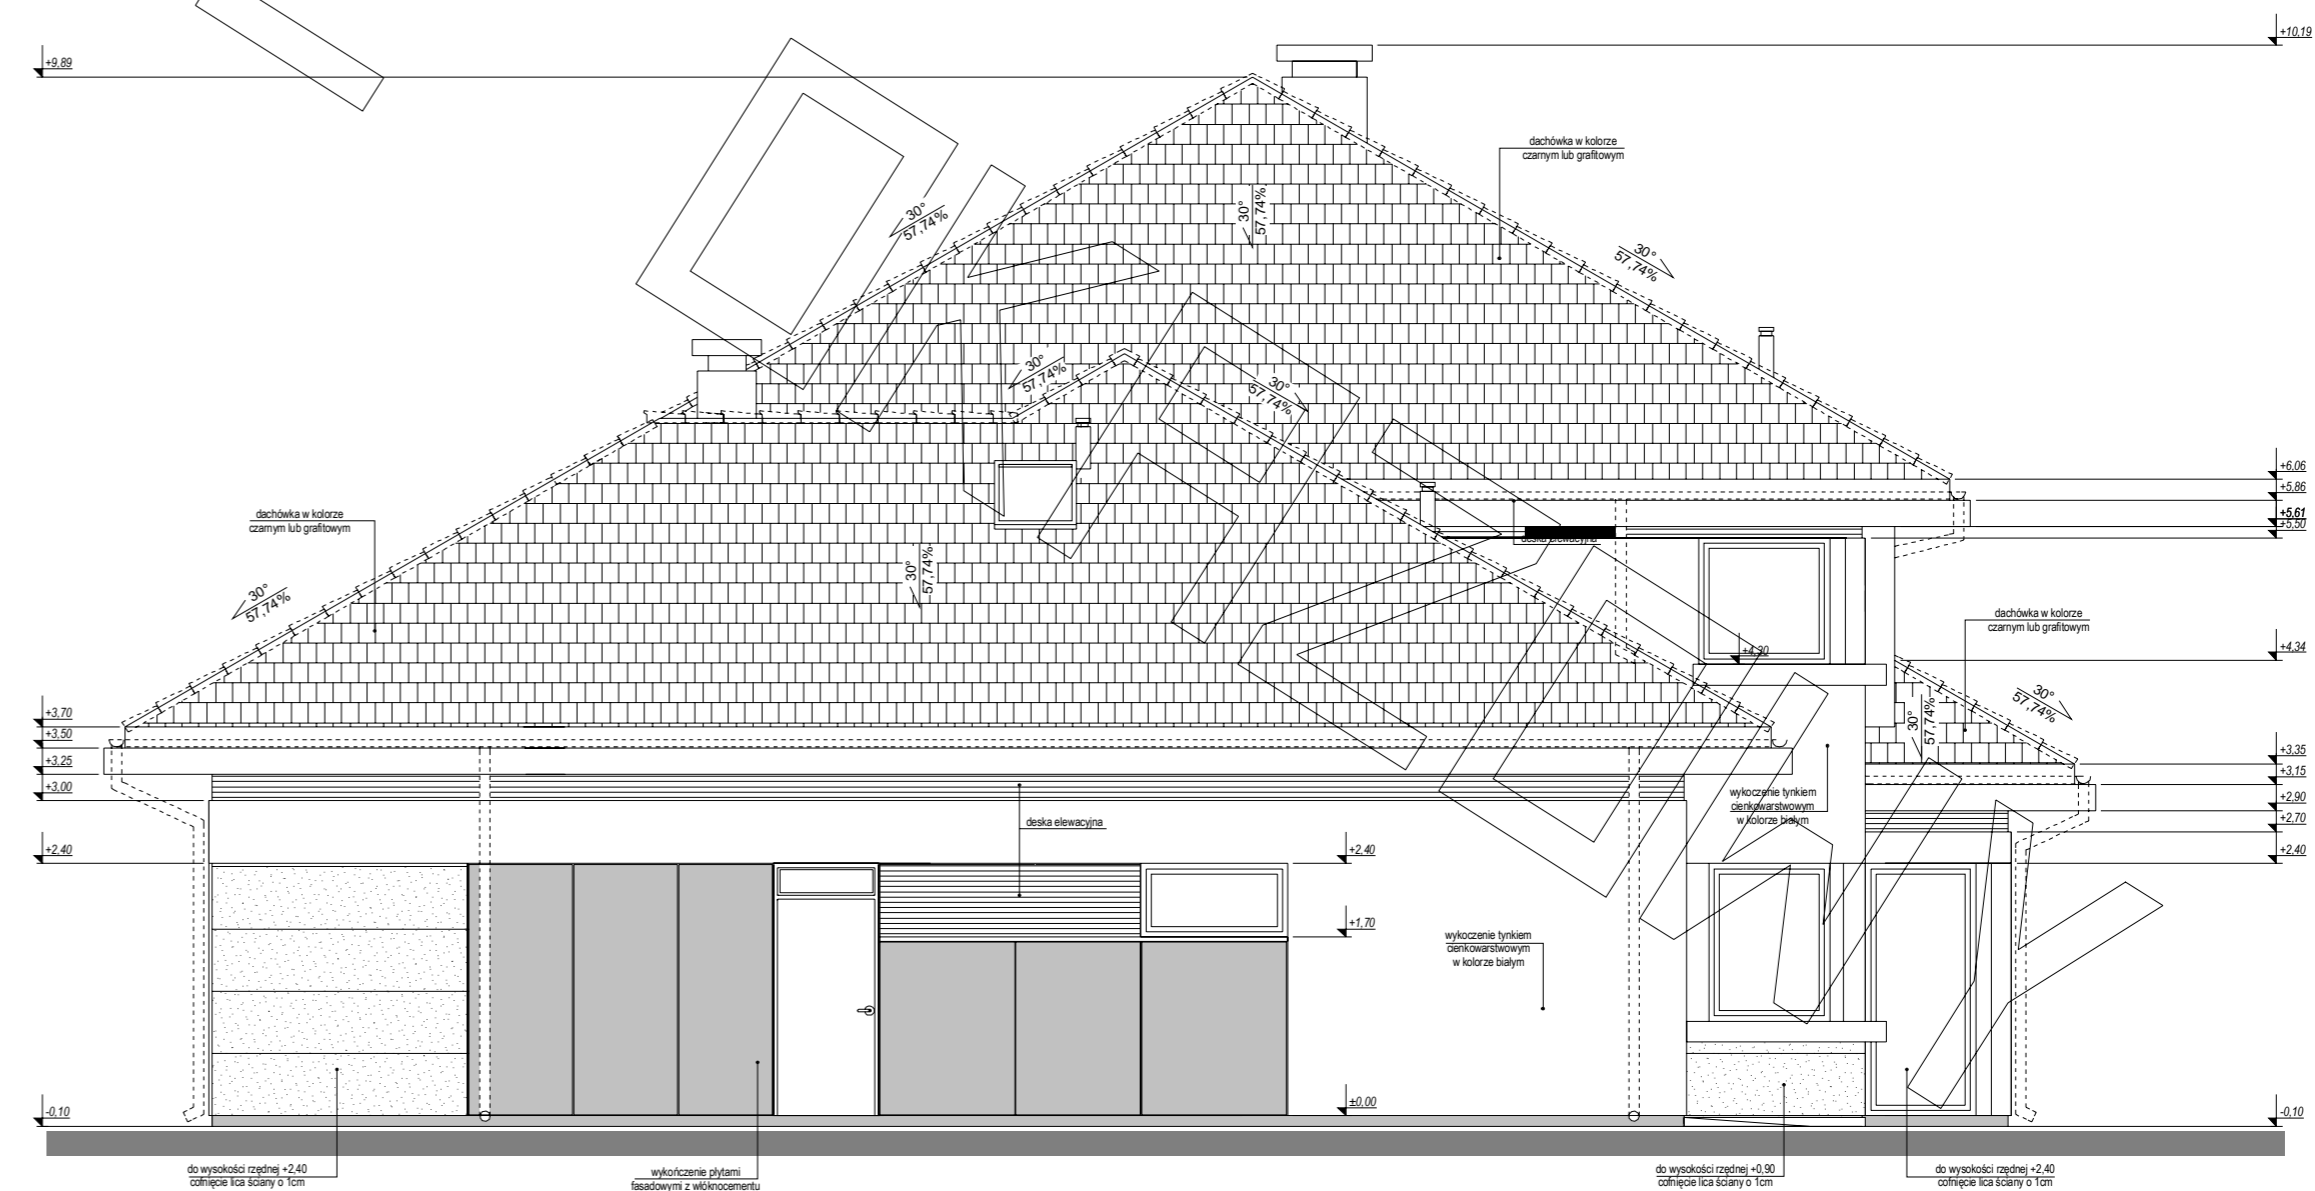 +10,19
+9,89
dachówka w kolorze
czarnym lub grafitowym
30°
57,74%
30°
57,74%
30°
57,74%
30°
57,74%
30°
57,74%
+6,06
+5,86
+5,61
+5,50
dachówka w kolorze
czarnym lub grafitowym
deska elewacyjna
30°
57,74%
30°
57,74%
dachówka w kolorze
czarnym lub grafitowym
+4,30
+4,34
30°
57,74%
30°
57,74%
+3,70
+3,50
+3,25
+3,00
+3,35
+3,15
+2,90
+2,70
+2,40
wykoczenie tynkiem
cienkowarstwowym
w kolorze białym
deska elewacyjna
+2,40
+2,40
+1,70
wykoczenie tynkiem
cienkowarstwowym
w kolorze białym
-0,10
±0,00
-0,10
do wysokości rzędnej +2,40
cofnięcie lica ściany o 1cm
wykończenie płytami
fasadowymi z włóknocementu
do wysokości rzędnej +0,90
cofnięcie lica ściany o 1cm
do wysokości rzędnej +2,40
cofnięcie lica ściany o 1cm